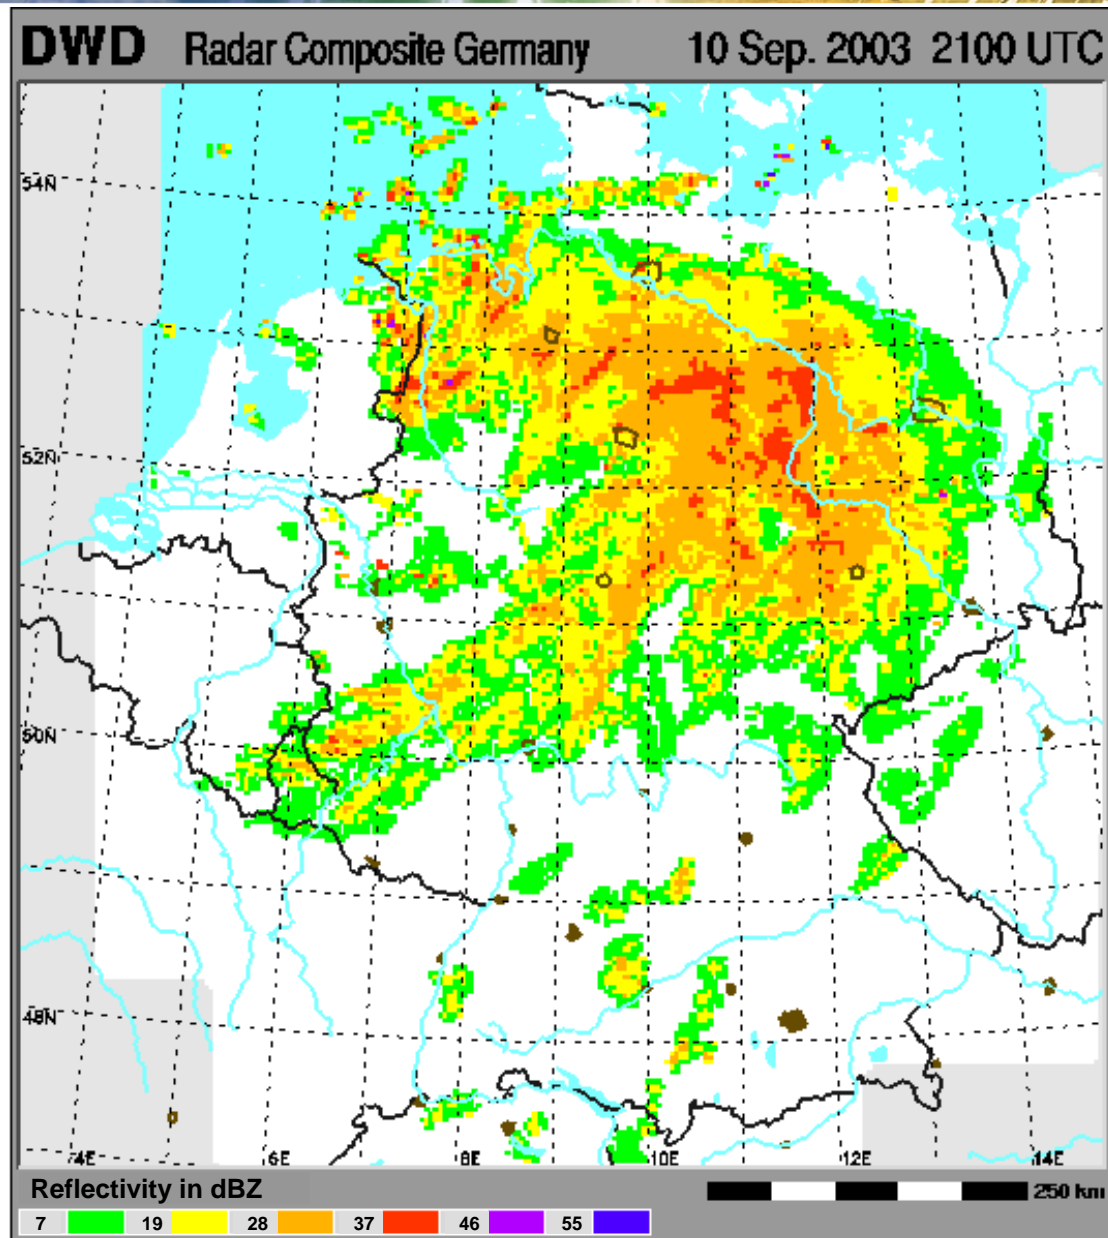 DWD Radar Composite Germany 10 Sep. 2003 2100 UTC
54N
52N
50N
48N
4E 6E 8E 10E 12E 14E
Reflectivity in dBZ
250 km
7 19 28 37 46 55